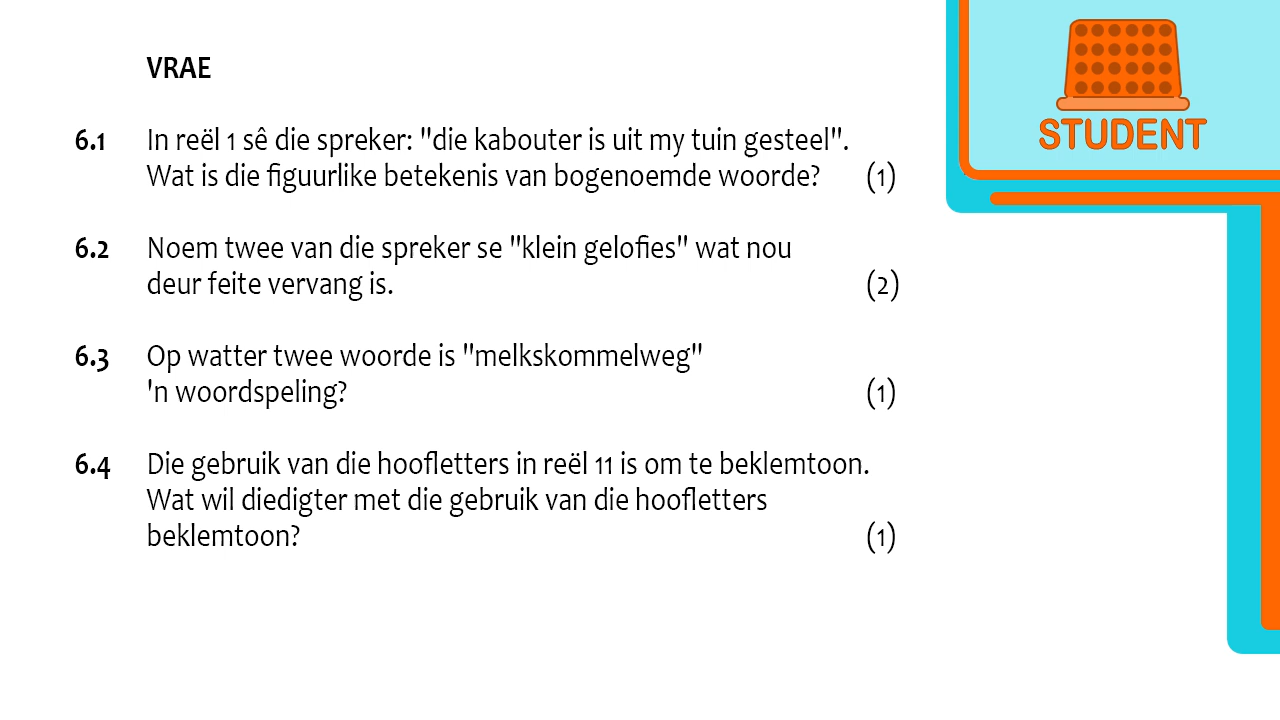 VRAE
STUDENT
6.1 In reël 1 sê die spreker: "die kabouter is uit my tuin gesteel".
Wat is die figuurlike betekenis van bogenoemde woorde? (1)
6.2 Noem twee van die spreker se "klein gelofies" wat nou
deur feite vervang is. (2)
6.3 Op watter twee woorde is "melkskommelweg"
'n woordspeling? (1)
6.4 Die gebruik van die hoofletters in reël 11 is om te beklemtoon.
Wat wil diedigter met die gebruik van die hoofletters
beklemtoon? (1)